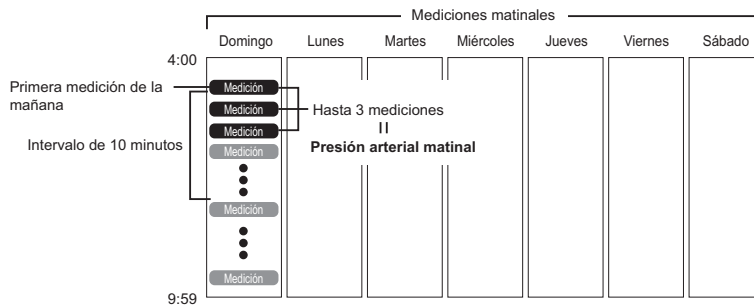 Mediciones matinales
Domingo Lunes Martes Miércoles Jueves Viernes Sábado
4:00
Primera medición de la
mañana
Medición
Medición
Medición
Hasta 3 mediciones
=
Presión arterial matinal
Intervalo de 10 minutos
Medición
Medición
Medición
9:59